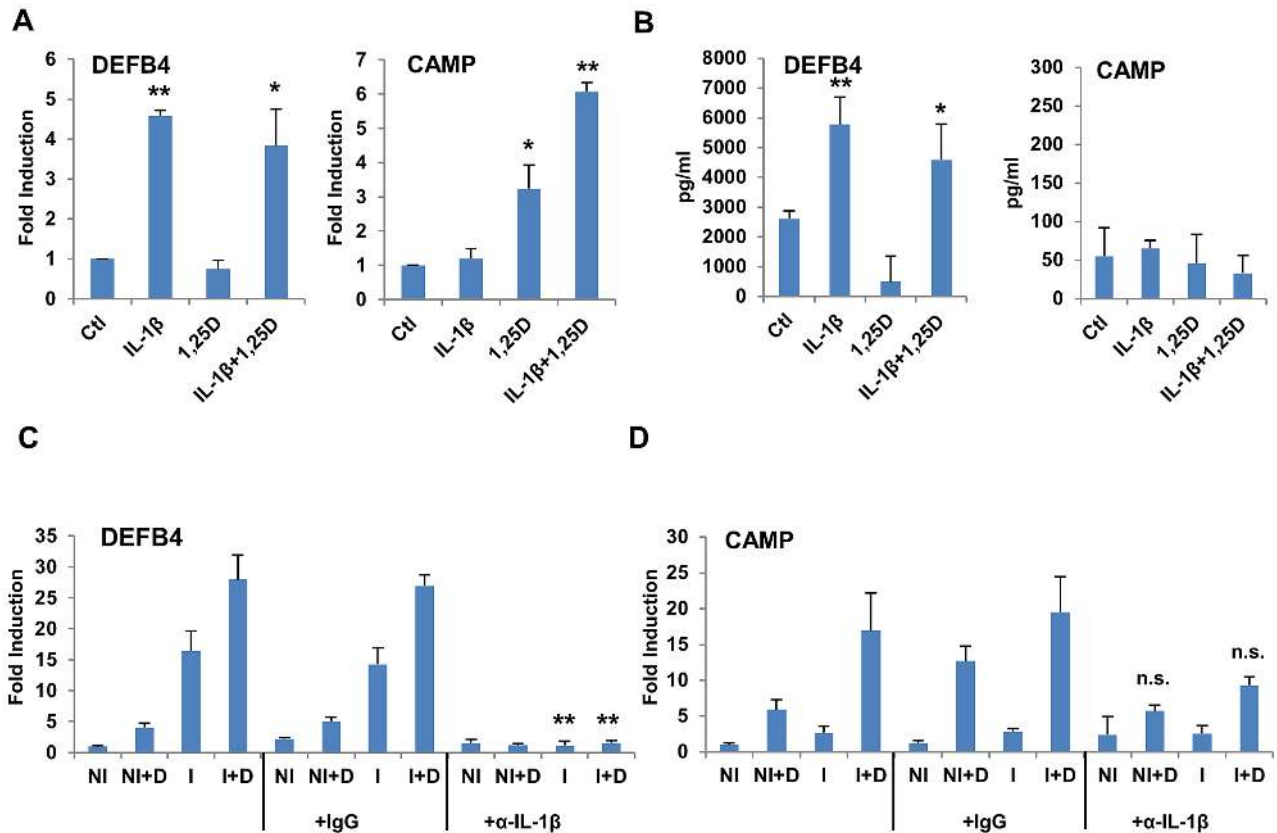 A
DEFB4
Fold Induction
6
5
4
3
2
1
0
**
*
Ctl
IL-1β
1,25D
IL-1β+1,25D
CAMP
Fold Induction
7
6
5
4
3
2
1
0
*
**
Ctl
IL-1β
1,25D
IL-1β+1,25D
B
DEFB4
pg/ml
8000
7000
6000
5000
4000
3000
2000
1000
0
**
*
Ctl
IL-1β
1,25D
IL-1β+1,25D
CAMP
pg/ml
300
250
200
150
100
50
0
Ctl
IL-1β
1,25D
IL-1β+1,25D
C
DEFB4
Fold Induction
35
30
25
20
15
10
5
0
** **
NI NI+D I I+D NI NI+D I I+D NI NI+D I I+D
+IgG +α-IL-1β
D
CAMP
Fold Induction
30
25
20
15
10
5
0
n.s. n.s.
NI NI+D I I+D NI NI+D I I+D NI NI+D I I+D
+IgG +α-IL-1β